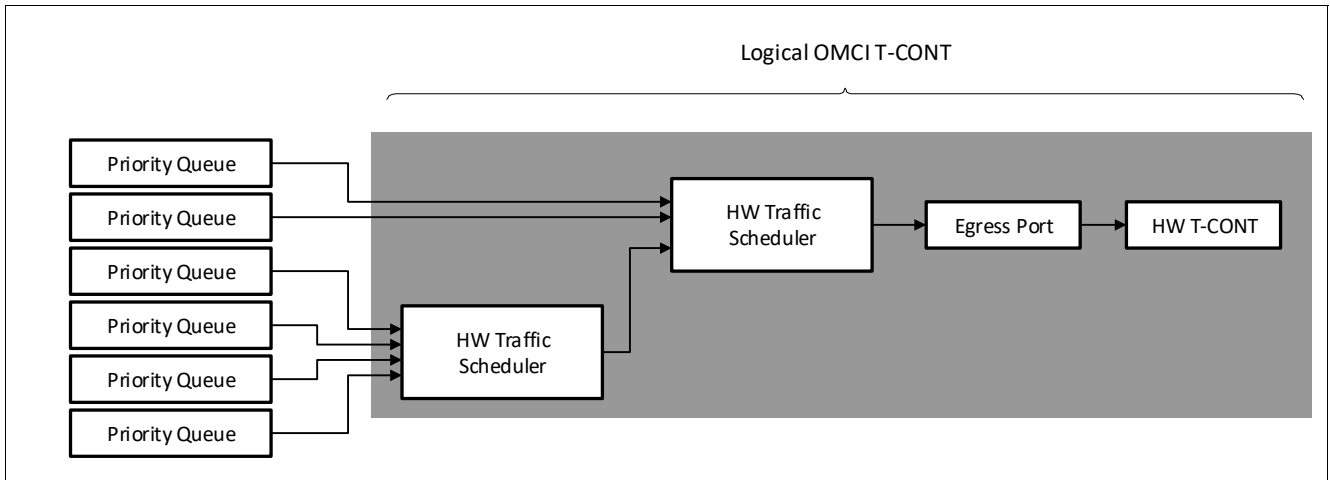 Logical OMCI T-CONT
Priority Queue
Priority Queue
Priority Queue
Priority Queue
Priority Queue
Priority Queue
HW Traffic
Scheduler
HW Traffic
Scheduler
Egress Port
HW T-CONT